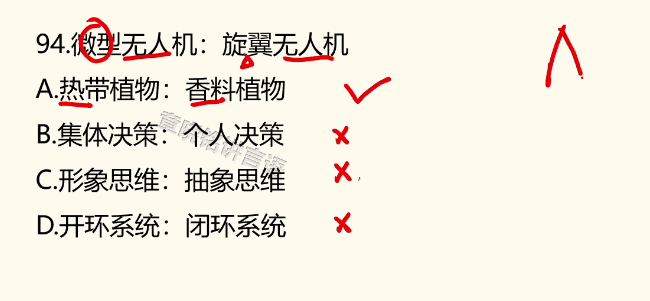 94.微型无人机：旋翼无人机
A.热带植物：香料植物
B.集体决策：个人决策
C.形象思维：抽象思维
D.开环系统：闭环系统